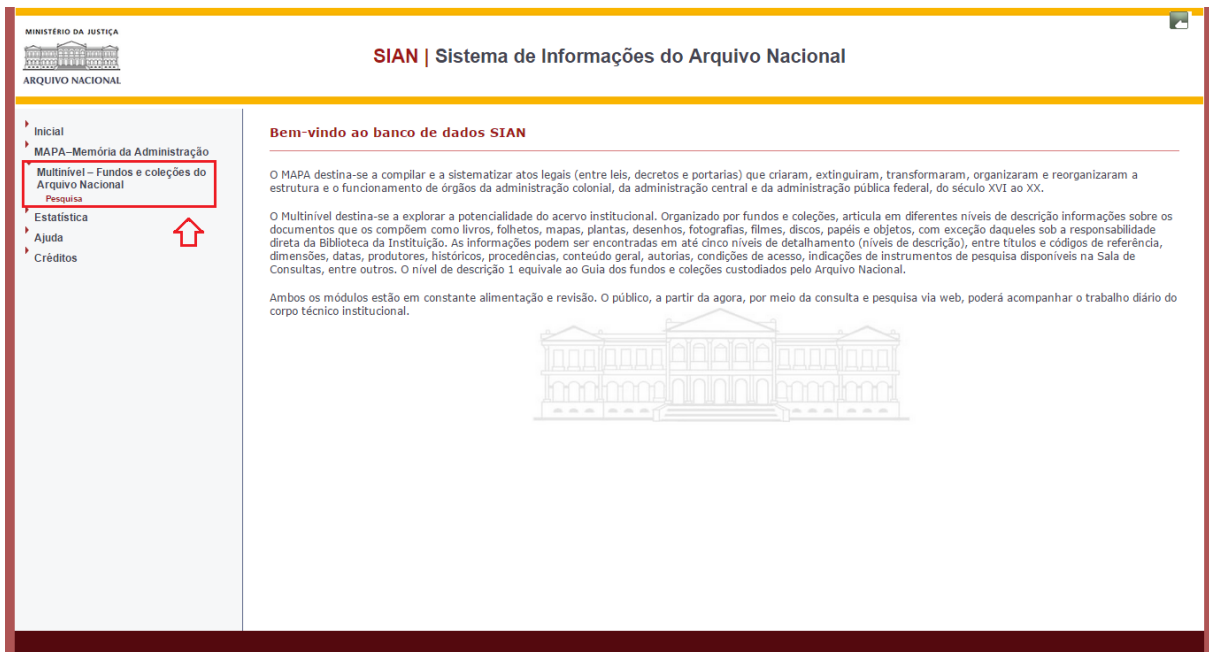 MINISTÉRIO DA JUSTIÇA
ARQUIVO NACIONAL
SIAN | Sistema de Informações do Arquivo Nacional
Inicial
MAPA–Memória da Administração
Multinível – Fundos e coleções do
Arquivo Nacional
Pesquisa
Estatística
Ajuda
Créditos
Bem-vindo ao banco de dados SIAN
O MAPA destina-se a compilar e a sistematizar atos legais (entre leis, decretos e portarias) que criaram, extinguiram, transformaram, organizaram e reorganizaram a
estrutura e o funcionamento de órgãos da administração colonial, da administração central e da administração pública federal, do século XVI ao XX.
O Multinível destina-se a explorar a potencialidade do acervo institucional. Organizado por fundos e coleções, articula em diferentes níveis de descrição informações sobre os
documentos que os compõem como livros, folhetos, mapas, plantas, desenhos, fotografias, filmes, discos, papéis e objetos, com exceção daqueles sob a responsabilidade
direta da Biblioteca da Instituição. As informações podem ser encontradas em até cinco níveis de detalhamento (níveis de descrição), entre títulos e códigos de referência,
dimensões, datas, produtores, históricos, procedências, conteúdo geral, autorias, condições de acesso, indicações de instrumentos de pesquisa disponíveis na Sala de
Consultas, entre outros. O nível de descrição 1 equivale ao Guia dos fundos e coleções custodiados pelo Arquivo Nacional.
Ambos os módulos estão em constante alimentação e revisão. O público, a partir da agora, por meio da consulta e pesquisa via web, poderá acompanhar o trabalho diário do
corpo técnico institucional.